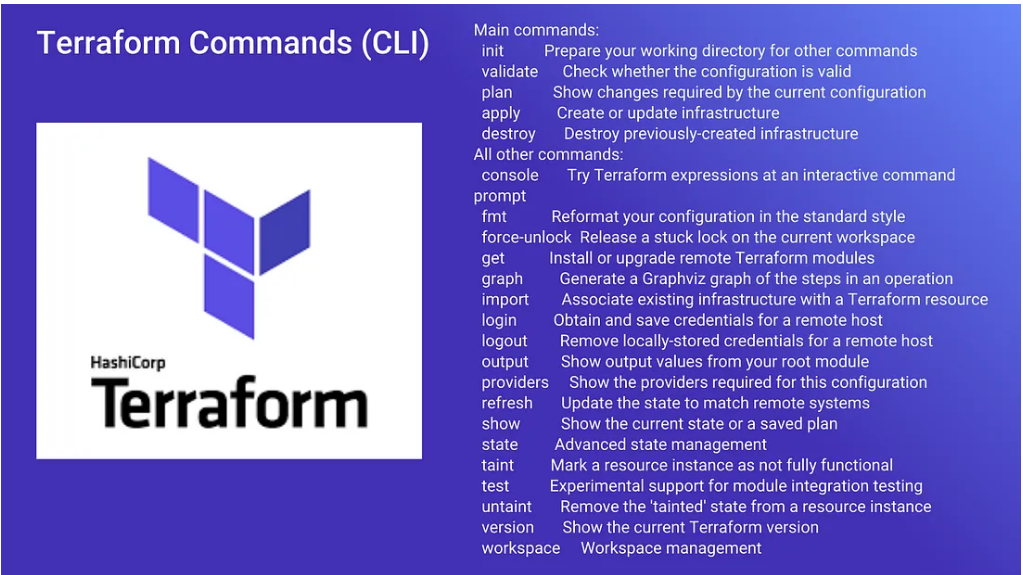 Terraform Commands (CLI)
HashiCorp
Terraform
Main commands:
init Prepare your working directory for other commands
validate Check whether the configuration is valid
plan Show changes required by the current configuration
apply Create or update infrastructure
destroy Destroy previously-created infrastructure
All other commands:
console Try Terraform expressions at an interactive command
prompt
fmt Reformat your configuration in the standard style
force-unlock Release a stuck lock on the current workspace
get Install or upgrade remote Terraform modules
graph Generate a Graphviz graph of the steps in an operation
import Associate existing infrastructure with a Terraform resource
login Obtain and save credentials for a remote host
logout Remove locally-stored credentials for a remote host
output Show output values from your root module
providers Show the providers required for this configuration
refresh Update the state to match remote systems
show Show the current state or a saved plan
state Advanced state management
taint Mark a resource instance as not fully functional
test Experimental support for module integration testing
untaint Remove the 'tainted' state from a resource instance
version Show the current Terraform version
workspace Workspace management